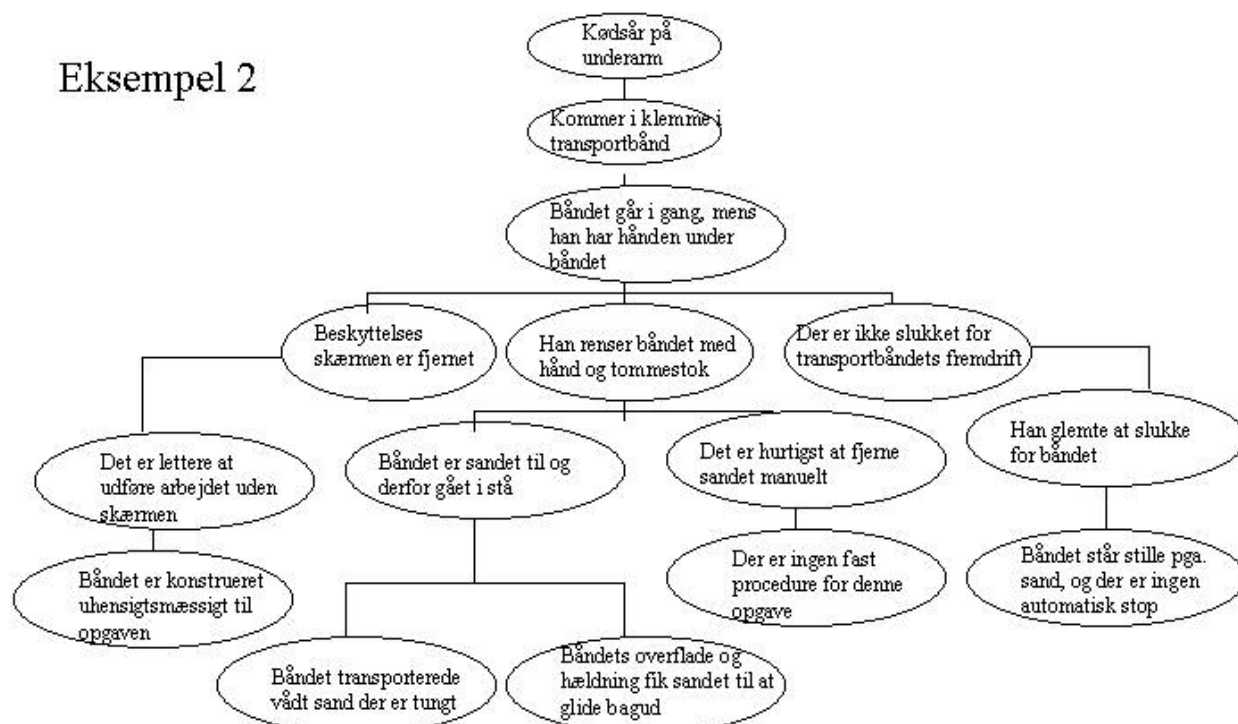 Eksempel 2
Kødsår på
underarm
Kommer i klemme i
transportbånd
Båndet går i gang, mens
han har hånden under
båndet
Beskyttelses
skærmen er fjernet
Han renser båndet med
hånd og tommestok
Der er ikke slukket for
transportbåndets fremdrift
Det er lettere at
udføre arbejdet uden
skærmen
Båndet er sandet til og
derfor gået i stå
Det er hurtigst at fjerne
sandet manuelt
Han glemte at slukke
for båndet
Båndet er konstrueret
uhensigtsmæssigt til
opgaven
Der er ingen fast
procedure for denne
opgave
Båndet står stille pga.
sand, og der er ingen
automatisk stop
Båndet transporterede
vådt sand der er tungt
Båndets overflade og
hældning fik sandet til at
glide bagud